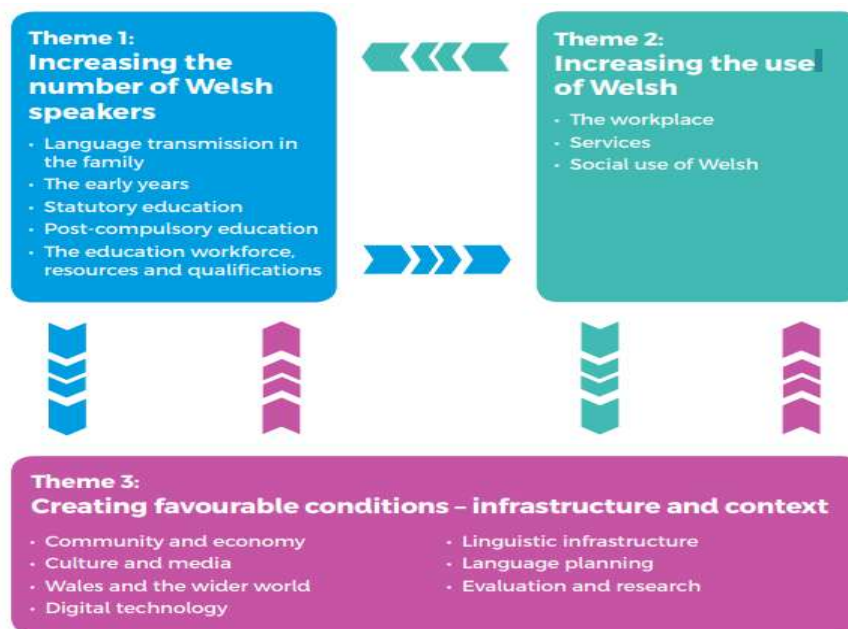 Theme 1:
Increasing the
number of Welsh
speakers
• Language transmission in
the family
• The early years
• Statutory education
• Post-compulsory education
• The education workforce,
resources and qualifications
Theme 2:
Increasing the use
of Welsh
• The workplace
• Services
• Social use of Welsh
Theme 3:
Creating favourable conditions – infrastructure and context
• Community and economy
• Culture and media
• Wales and the wider world
• Digital technology
• Linguistic infrastructure
• Language planning
• Evaluation and research